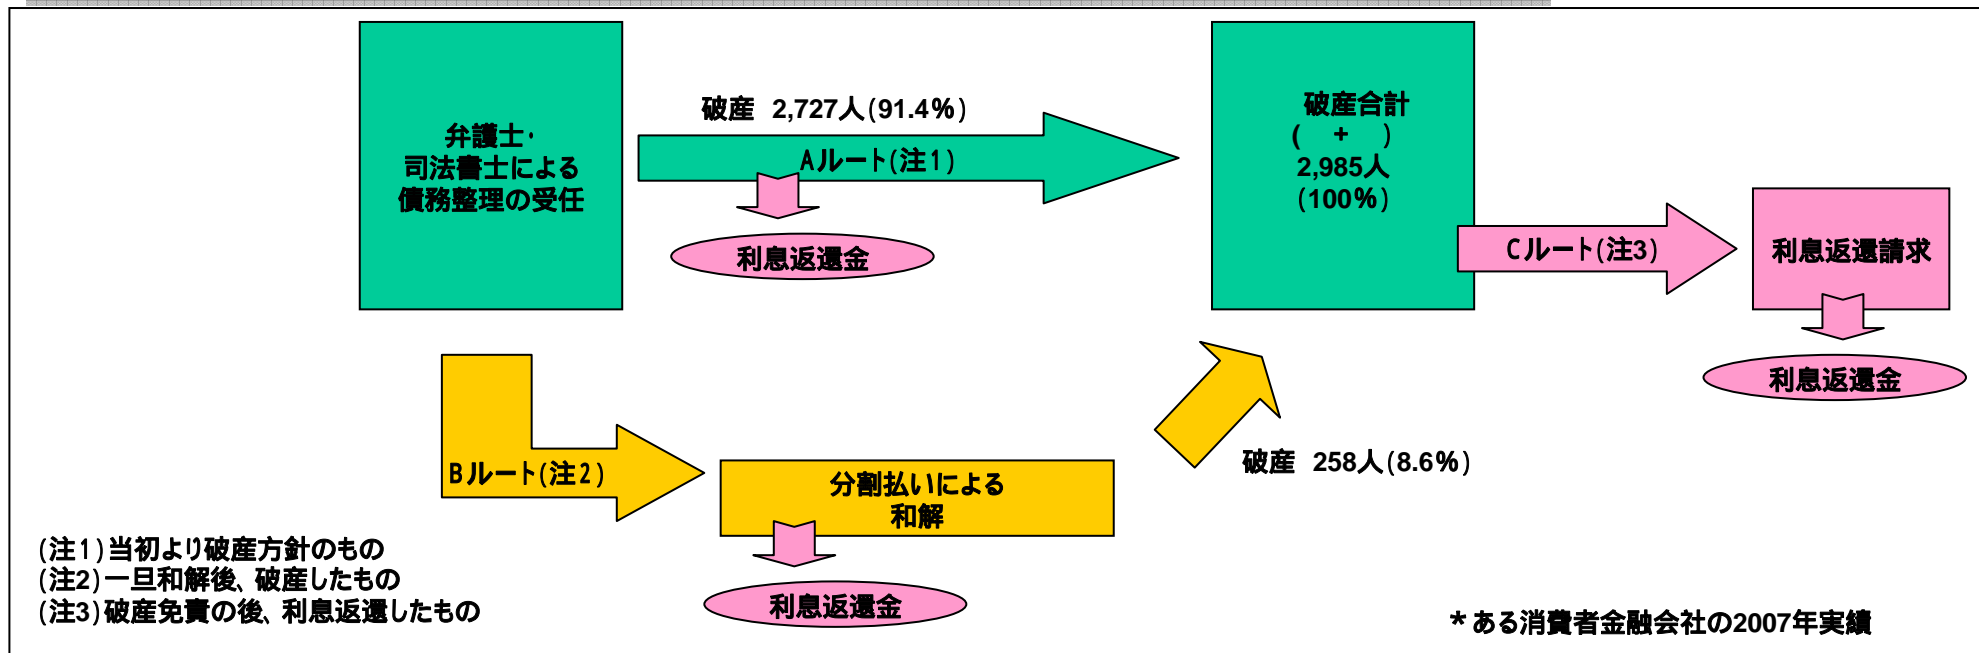 弁護士・
司法書士による
債務整理の受任
破産 2,727人(91.4%)
Aルート(注1)
利息返還金
破産合計
( + )
2,985人
(100%)
Cルート(注3)
利息返還請求
利息返還金
Bルート(注2)
分割払いによる
和解
利息返還金
破産 258人(8.6%)
(注1)当初より破産方針のもの
(注2)一旦和解後、破産したもの
(注3)破産免責の後、利息返還したもの
*ある消費者金融会社の2007年実績